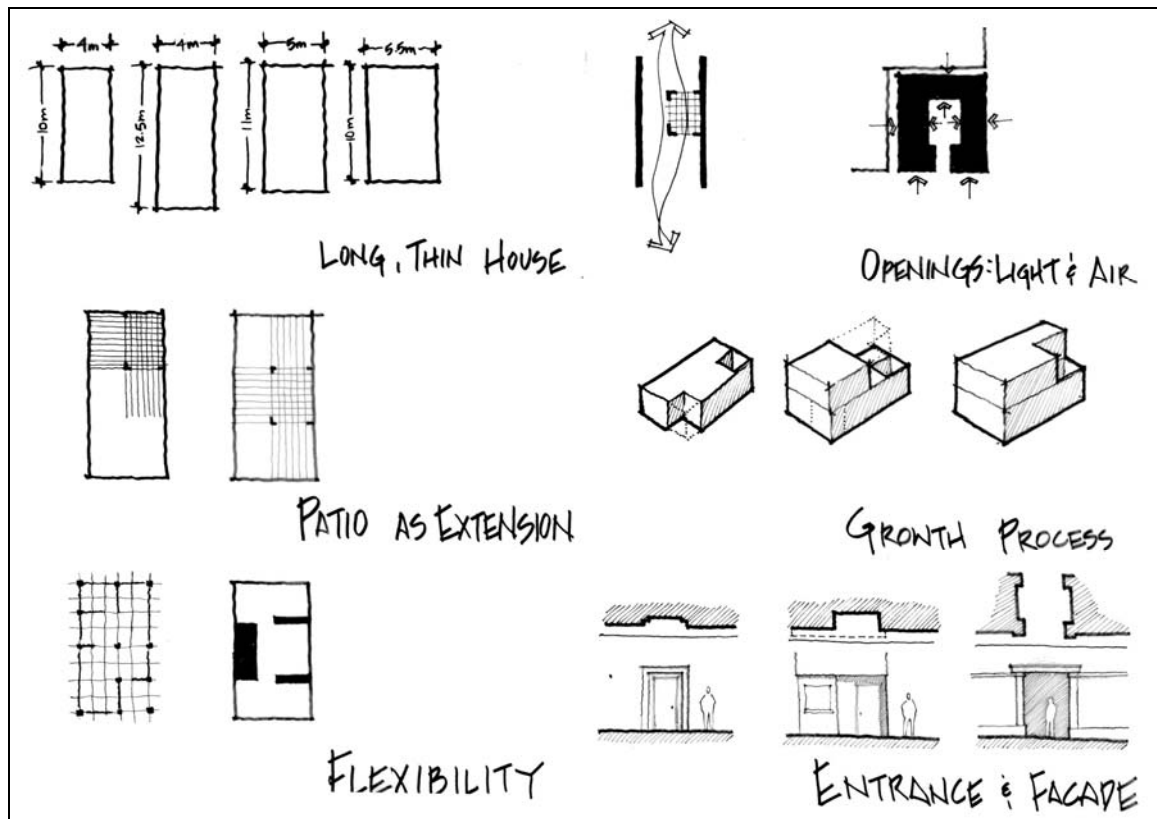 4m
4m
5m
5.5m
10m
12.5m
11m
10m
LONG, THIN HOUSE
OPENINGS: LIGHT & AIR
PATIO AS EXTENSION
GROWTH PROCESS
FLEXIBILITY
ENTRANCE & FACADE